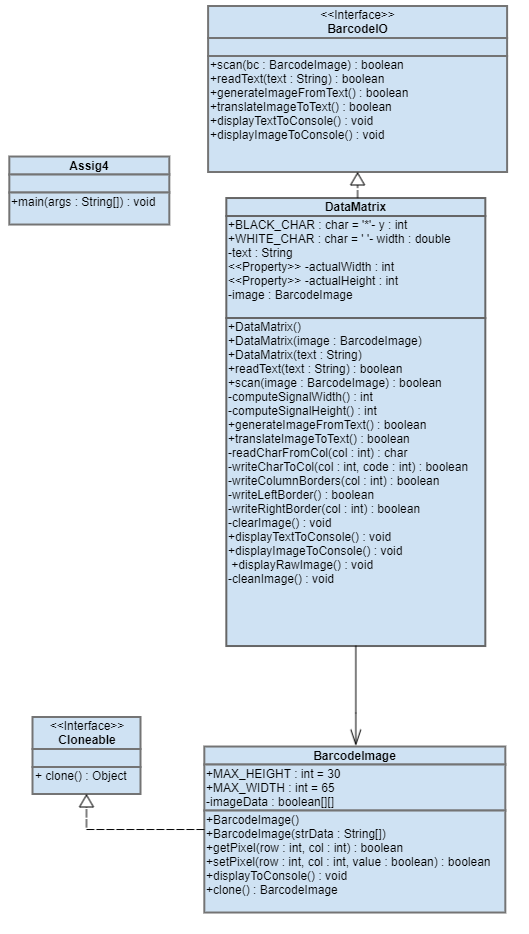 <<Interface>>
BarcodeIO
+scan(bc : BarcodeImage) : boolean
+readText(text : String) : boolean
+generateImageFromText() : boolean
+translateImageToText() : boolean
+displayTextToConsole() : void
+displayImageToConsole() : void
Assig4
+main(args : String[]) : void
DataMatrix
+BLACK_CHAR : char = '*'- y : int
+WHITE_CHAR : char = ' '- width : double
-text : String
<<Property>> -actualWidth : int
<<Property>> -actualHeight : int
-image : BarcodeImage
+DataMatrix()
+DataMatrix(image : BarcodeImage)
+DataMatrix(text : String)
+readText(text : String) : boolean
+scan(image : BarcodeImage) : boolean
-computeSignalWidth() : int
-computeSignalHeight() : int
+generateImageFromText() : boolean
+translateImageToText() : boolean
-readCharFromCol(col : int) : char
-writeCharToCol(col : int, code : int) : boolean
-writeColumnBorders(col : int) : boolean
-writeLeftBorder() : boolean
-writeRightBorder(col : int) : boolean
-clearImage() : void
+displayTextToConsole() : void
+displayImageToConsole() : void
+displayRawImage() : void
-cleanImage() : void
<<Interface>>
Cloneable
+ clone() : Object
BarcodeImage
+MAX_HEIGHT : int = 30
+MAX_WIDTH : int = 65
-imageData : boolean[][]
+BarcodeImage()
+BarcodeImage(strData : String[])
+getPixel(row : int, col : int) : boolean
+setPixel(row : int, col : int, value : boolean) : boolean
+displayToConsole() : void
+clone() : BarcodeImage